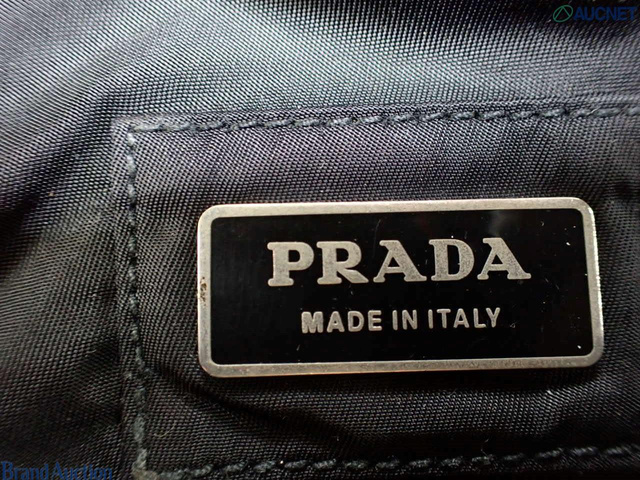 AUCNET
PRADA
MADE IN ITALY
Brand Auction